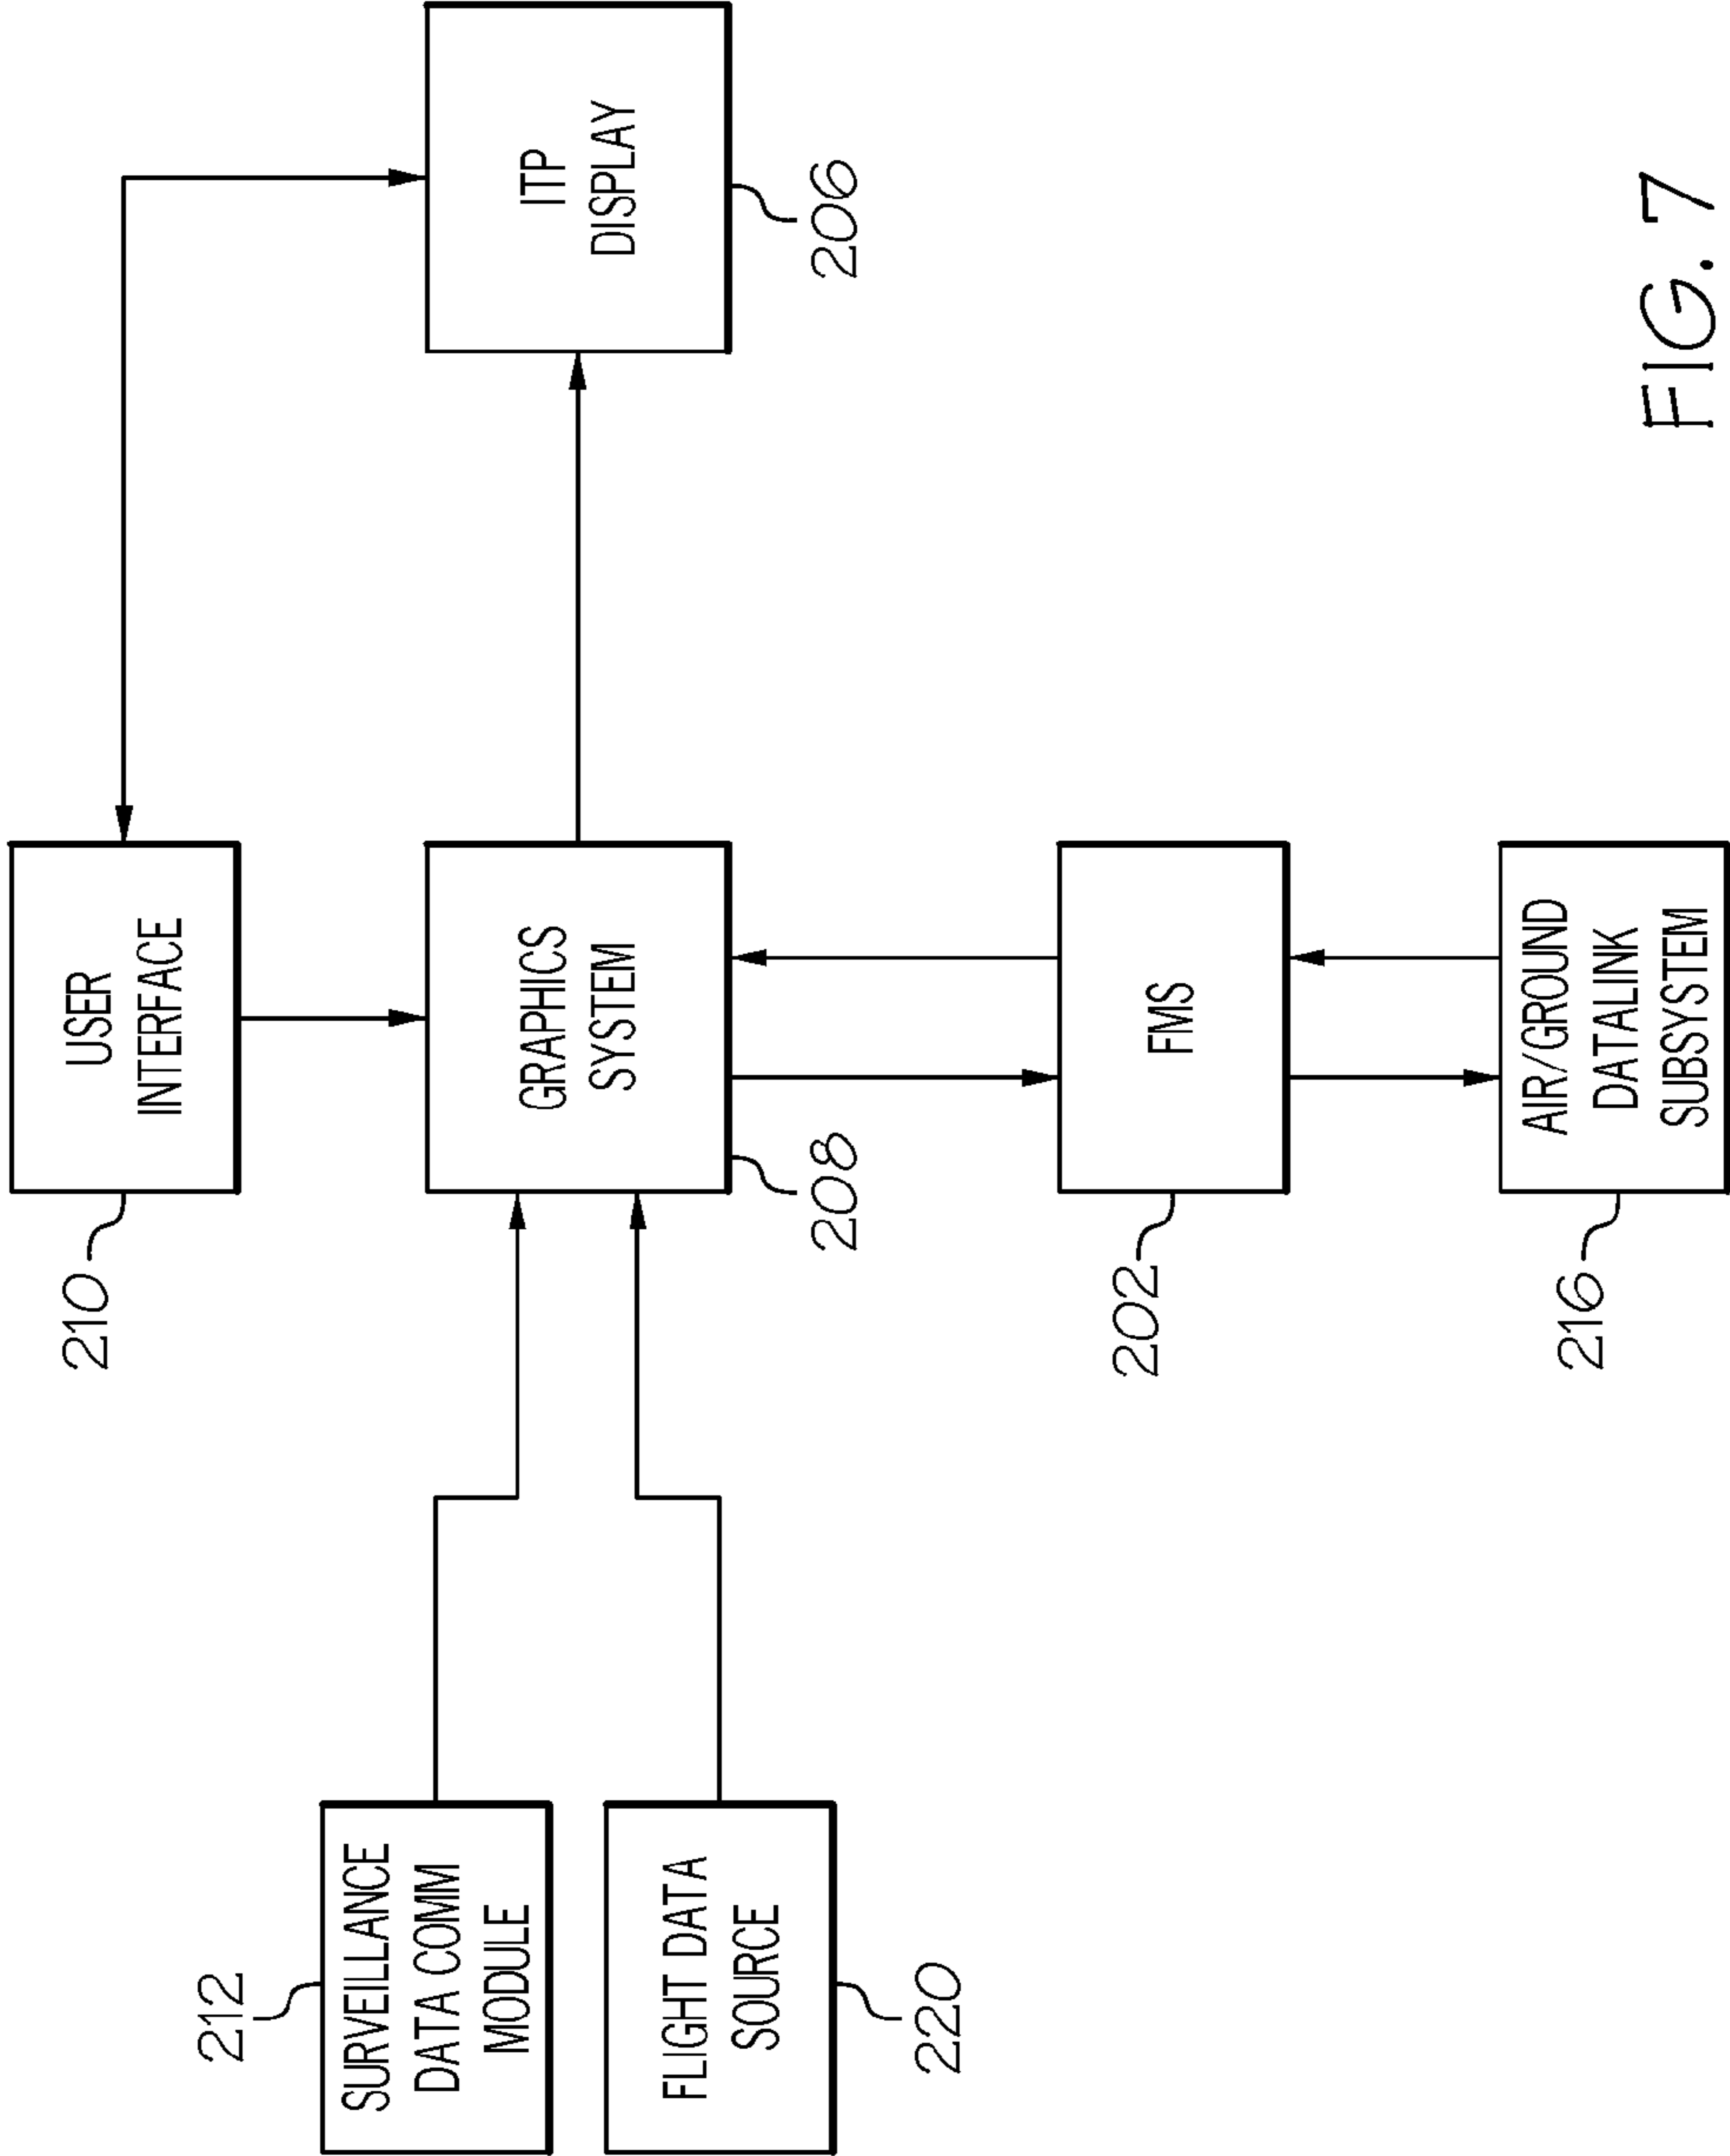 210
USER
INTERFACE
212
SURVEILLANCE
DATA COMM
MODULE
GRAPHICS
SYSTEM
ITP
DISPLAY
FLIGHT DATA
SOURCE
208
206
220
202
FMS
216
AIR/GROUND
DATALINK
SUBSYSTEM
FIG. 7